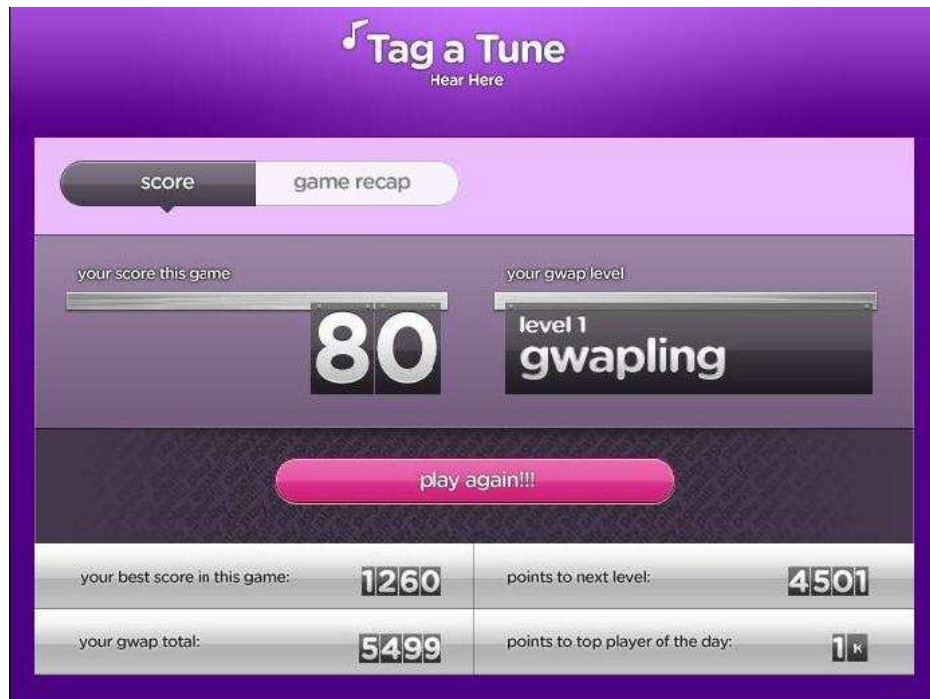 Tag a Tune
Hear Here
score
game recap
your score this game
80
your gwap level
level 1
gwapling
play again!!!
your best score in this game:
1260
points to next level:
4501
your gwap total:
5499
points to top player of the day:
1K